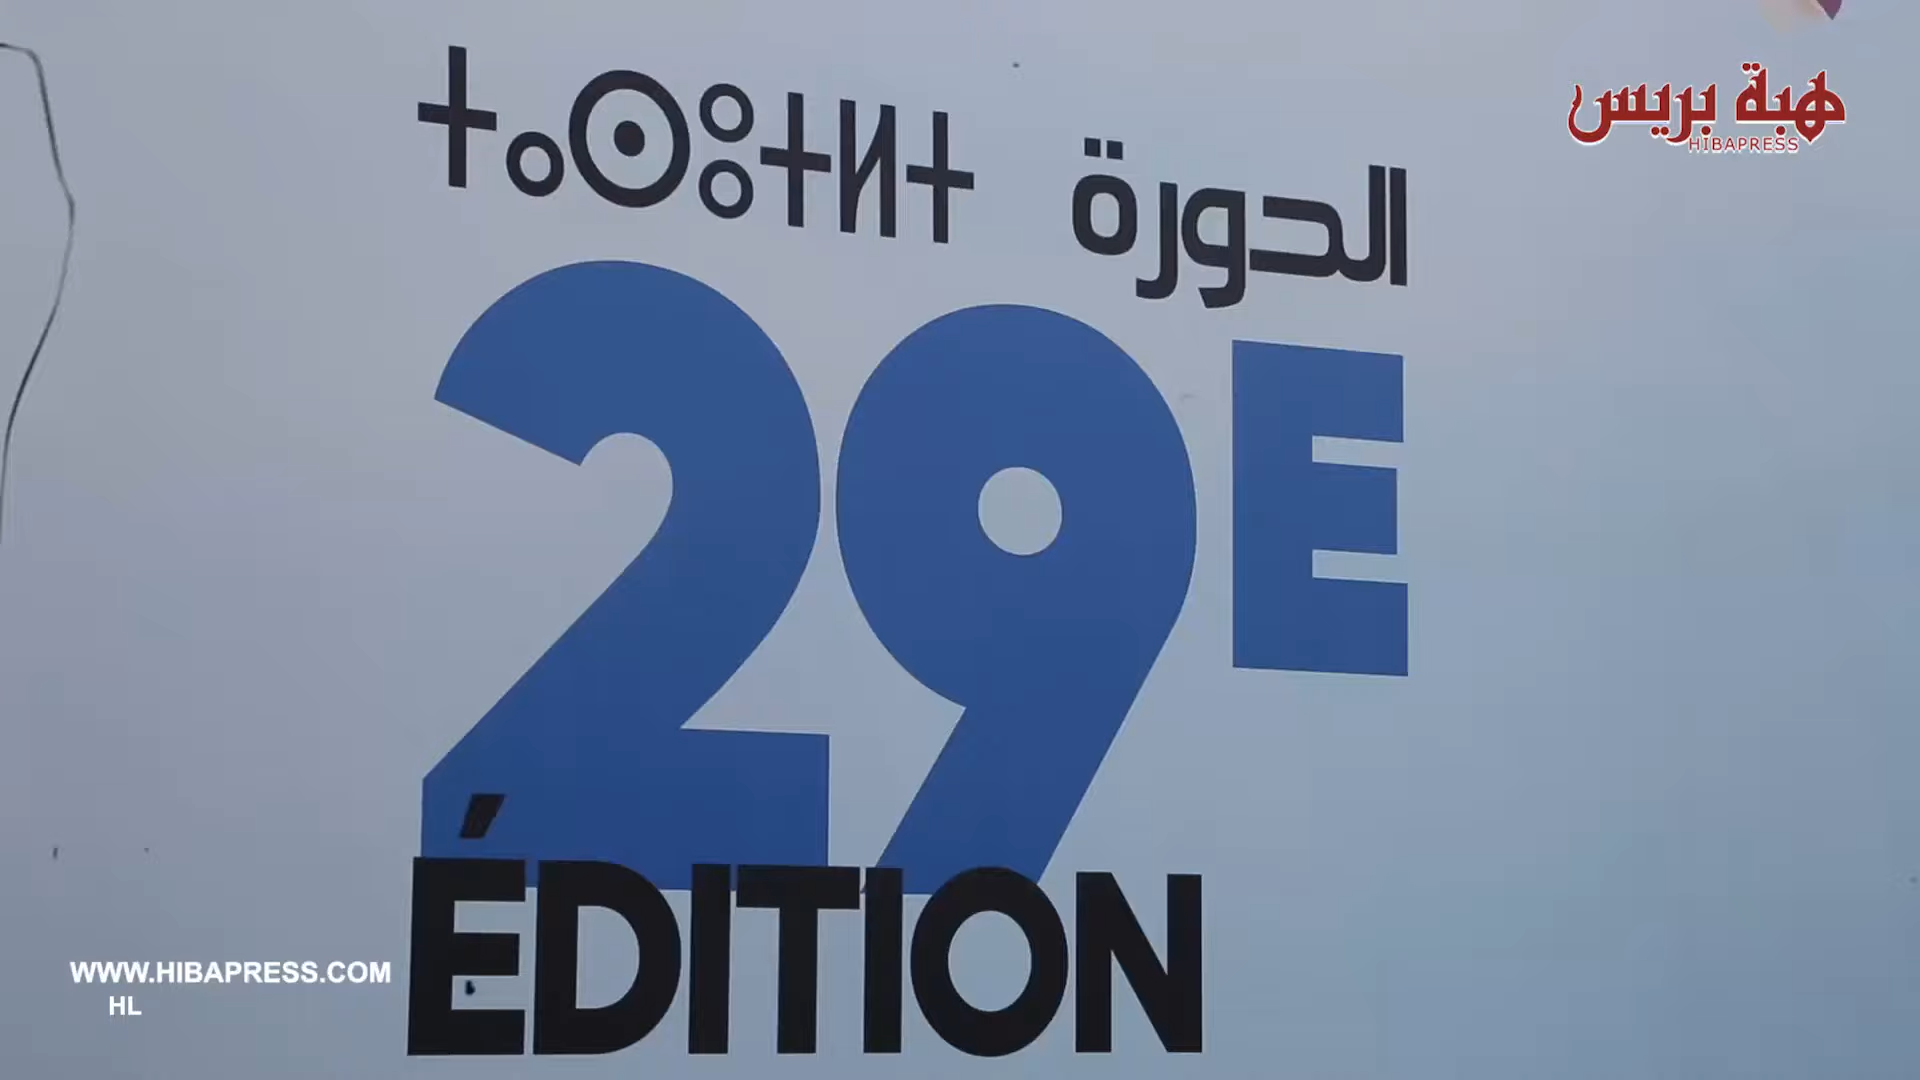 ⵜⴰⵙⵓⵜⵍⵜ الدورة
29E
ÉDITION
هبة بريس
HIBAPRESS
WWW.HIBAPRESS.COM
HL